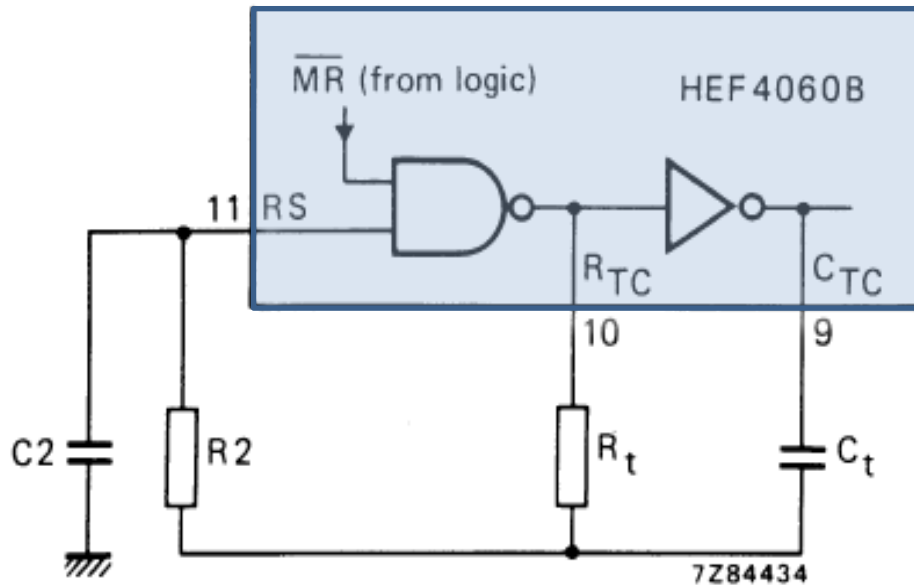 MR (from logic)
HEF4060B
11 RS
RTC
CTC
10
9
C2
R2
Rt
Ct
7Z84434